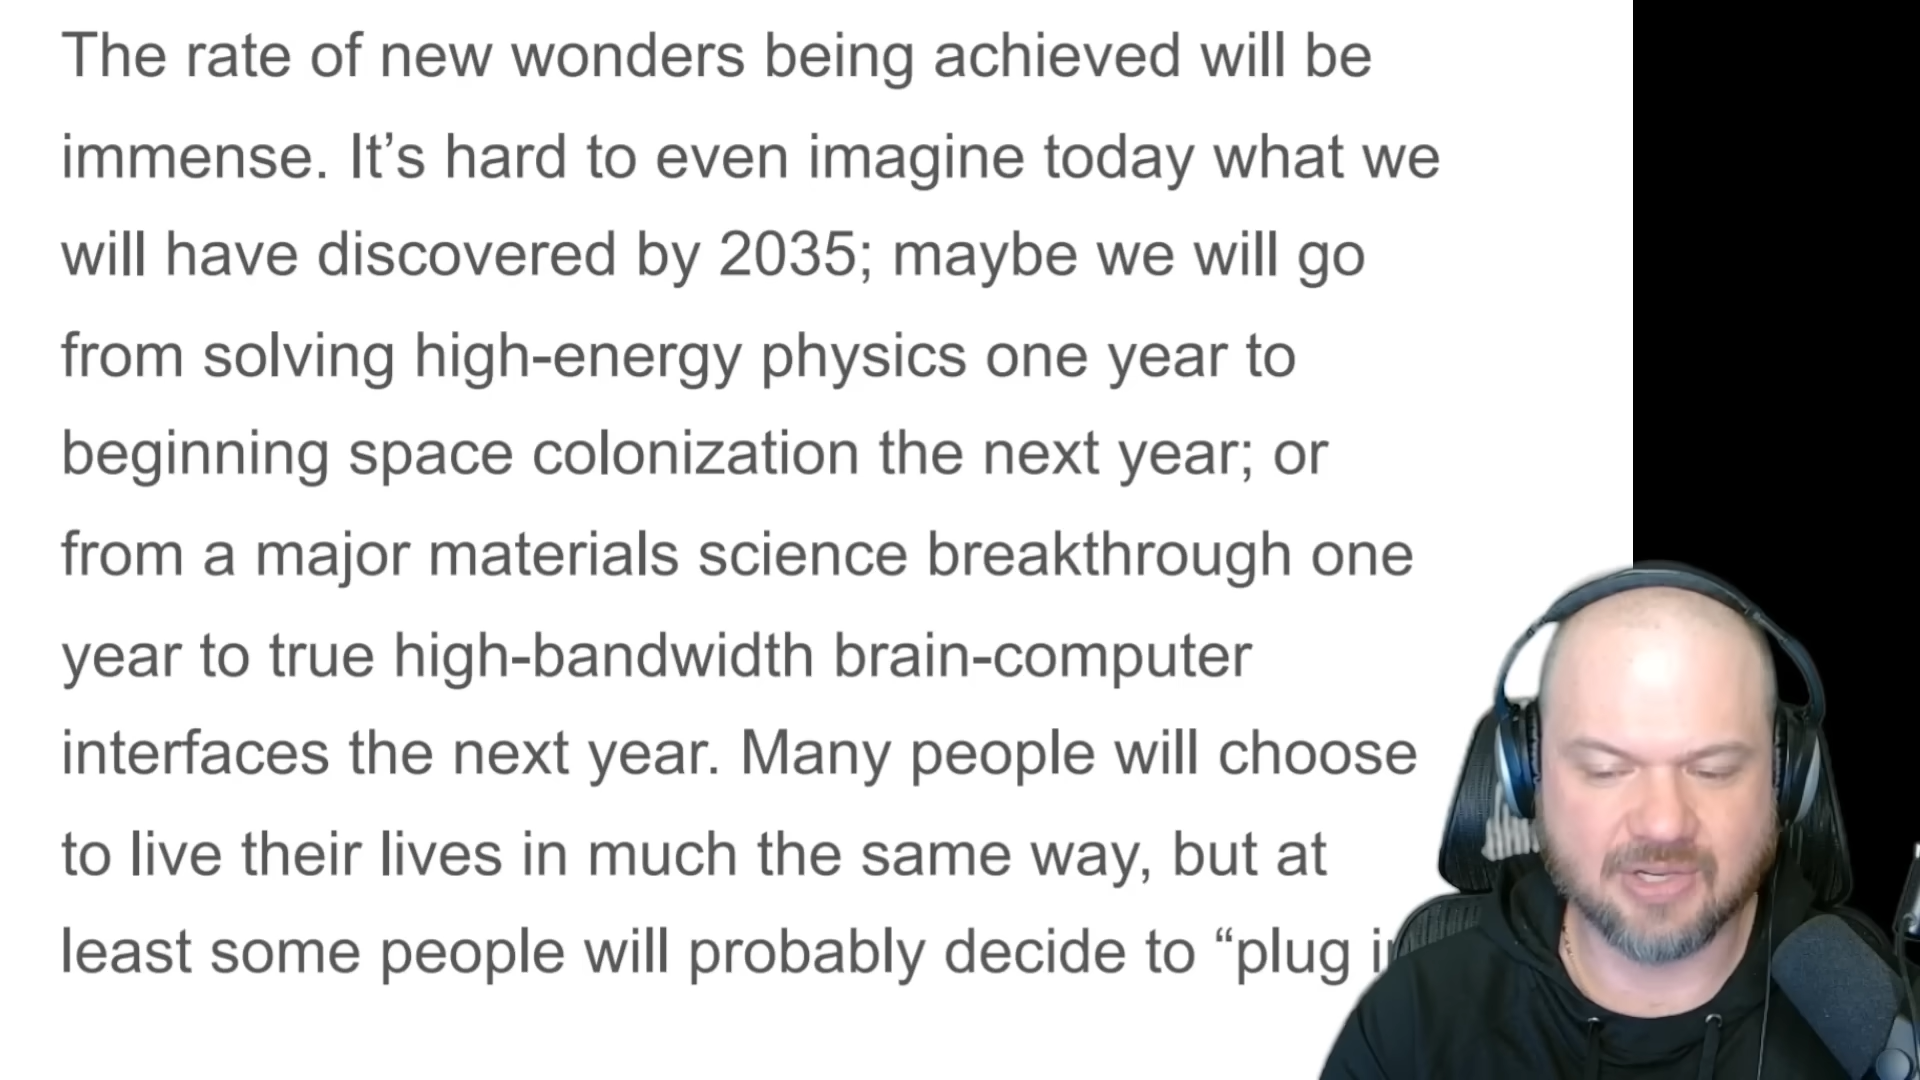 The rate of new wonders being achieved will be
immense. It’s hard to even imagine today what we
will have discovered by 2035; maybe we will go
from solving high-energy physics one year to
beginning space colonization the next year; or
from a major materials science breakthrough one
year to true high-bandwidth brain-computer
interfaces the next year. Many people will choose
to live their lives in much the same way, but at
least some people will probably decide to “plug